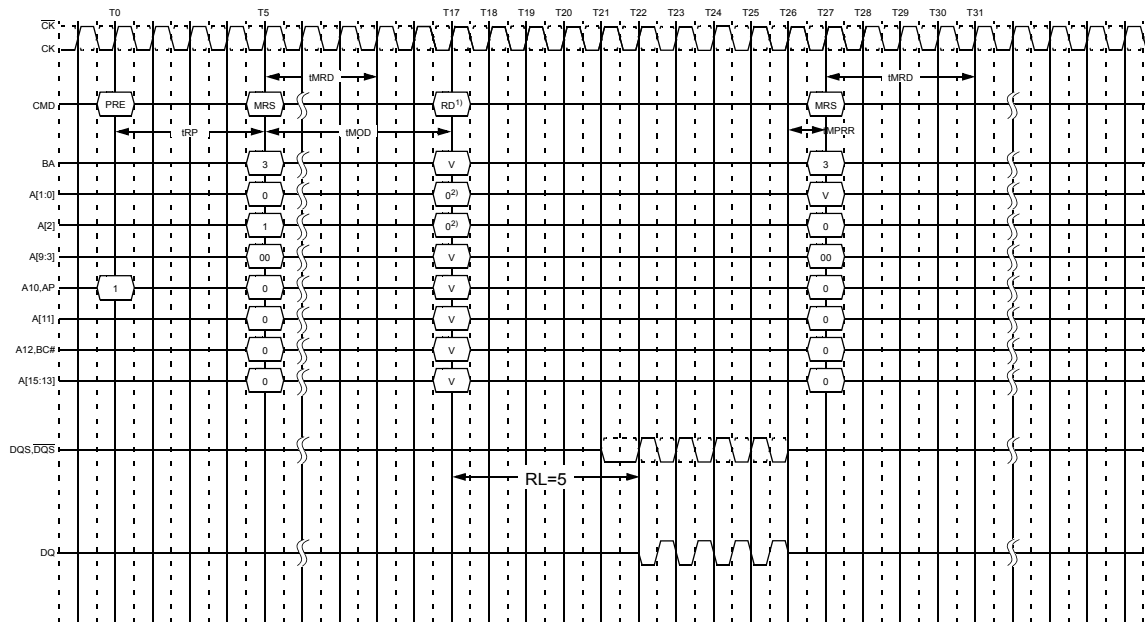 T0 T5 T17 T18 T19 T20 T21 T22 T23 T24 T25 T26 T27 T28 T29 T30 T31
CK
CK
tMRD tMRD
CMD PRE MRS RD1) MRS
tRP tMOD tMPRR
BA 3 V 3
A[1:0] 0 02) V
A[2] 1 02) 0
A[9:3] 00 V 00
A10,AP 1 0 V 0
A[11] 0 V 0
A12,BC# 0 V 0
A[15:13] 0 V 0
DQS,DQS
RL=5
DQ